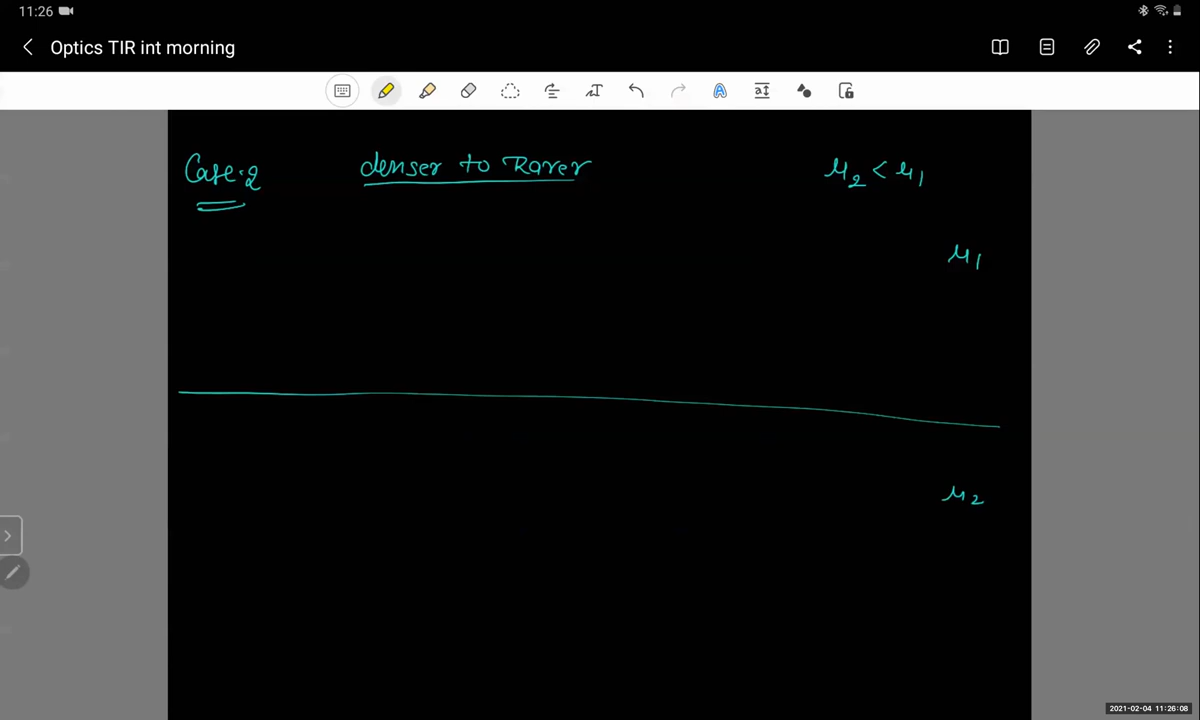 11:26
Optics TIR int morning
Case-2 denser to Rarer μ2 < μ1
μ1
μ2
2021-02-04 11:26:08